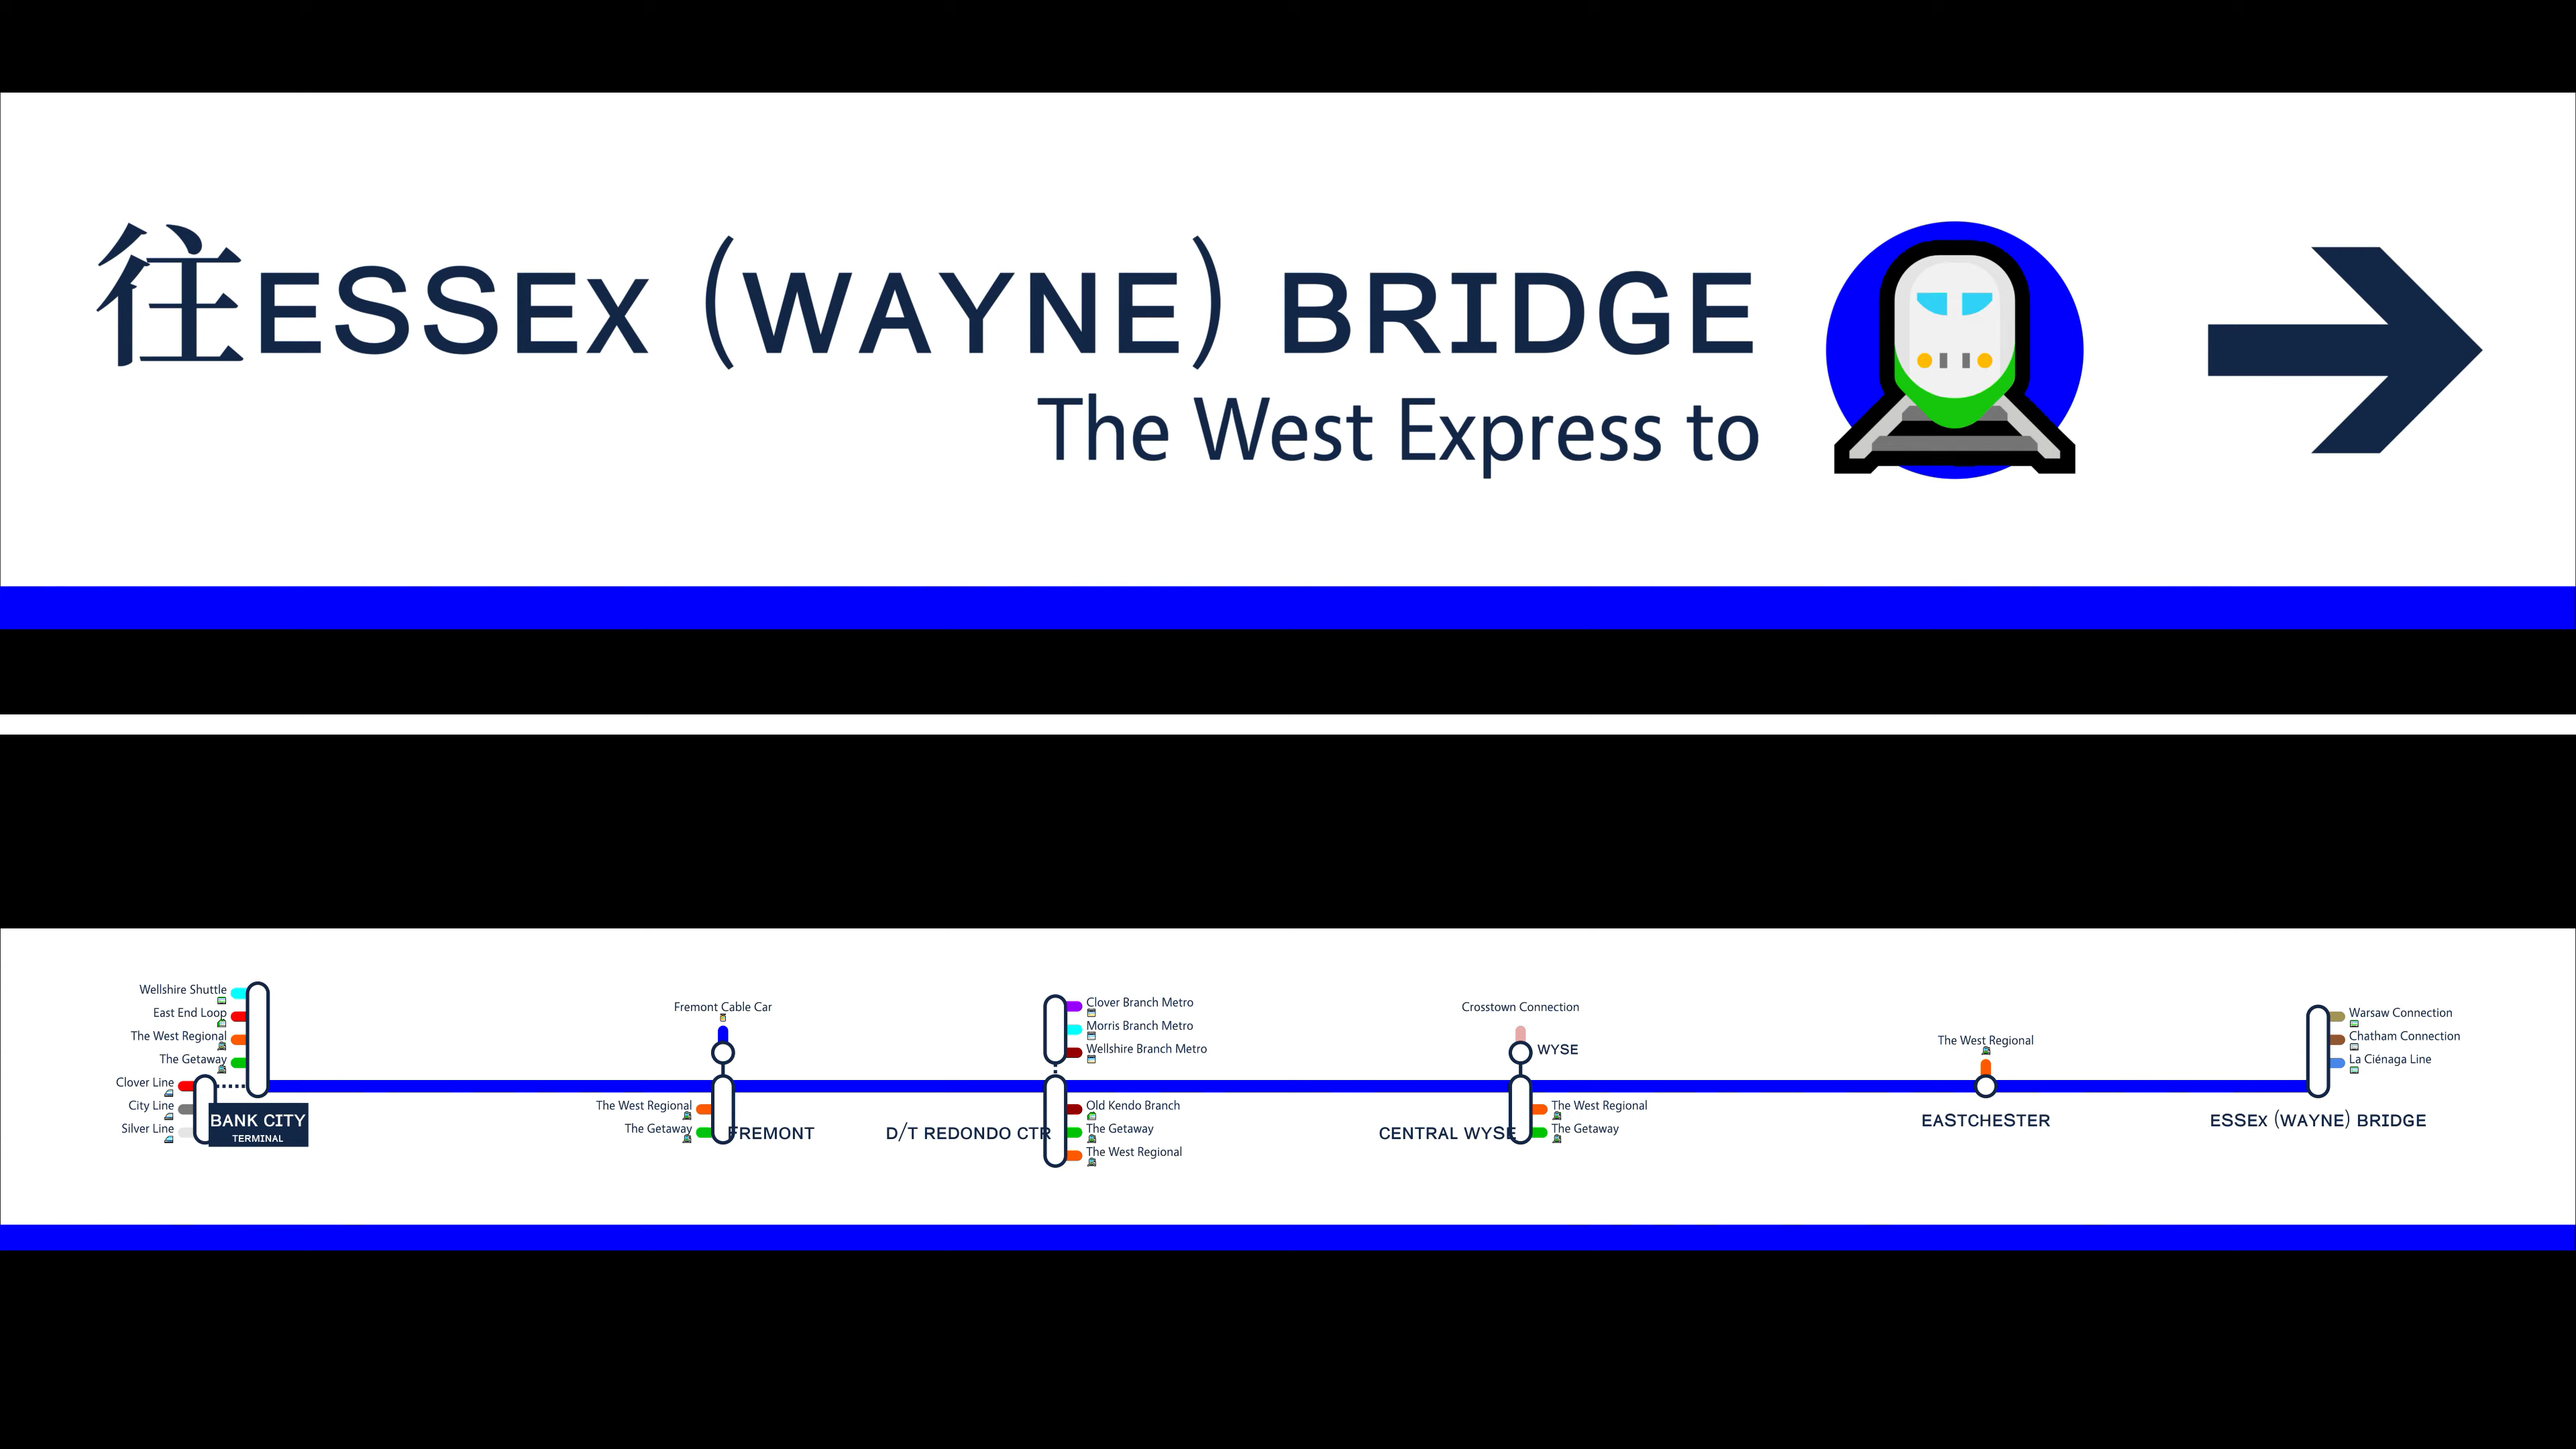 往ESSEX (WAYNE) BRIDGE
The West Express to
Wellshire Shuttle
East End Loop
The West Regional
The Getaway
Clover Line
City Line
Silver Line
BANK CITY
TERMINAL
Fremont Cable Car
The West Regional
The Getaway
FREMONT
Clover Branch Metro
Morris Branch Metro
Wellshire Branch Metro
D/T REDONDO CTR
Old Kendo Branch
The Getaway
The West Regional
Crosstown Connection
WYSE
CENTRAL WYSE
The West Regional
The Getaway
The West Regional
EASTCHESTER
Warsaw Connection
Chatham Connection
La Ciénaga Line
ESSEX (WAYNE) BRIDGE